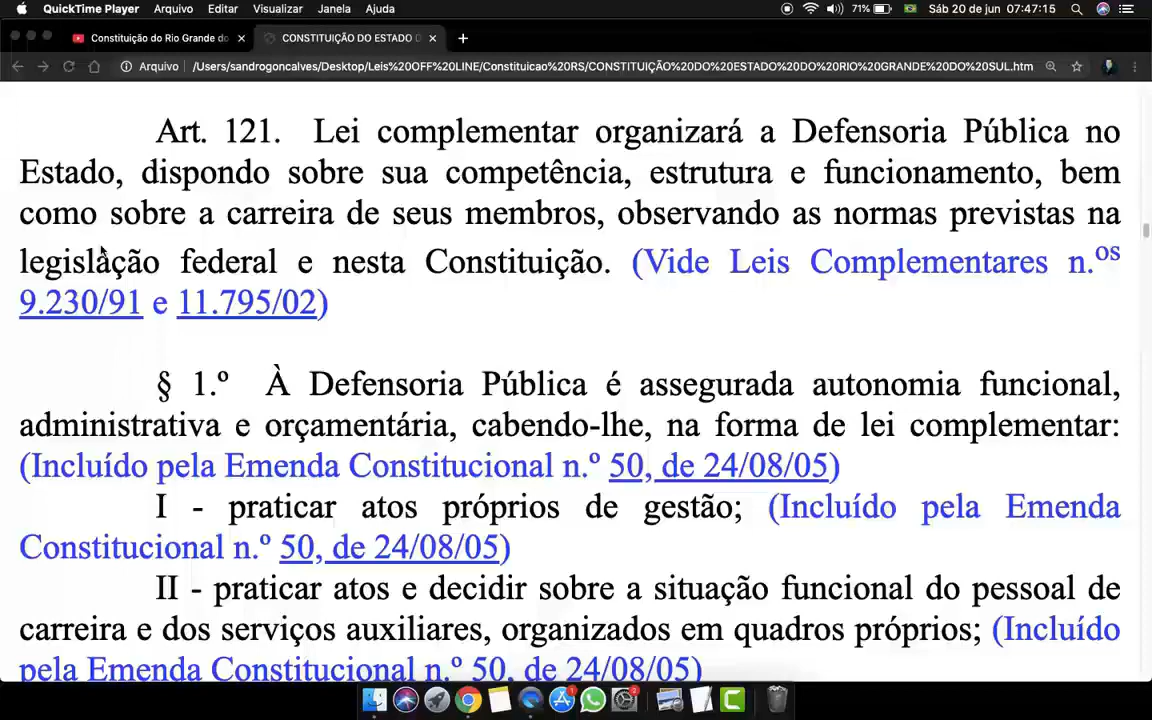 QuickTime Player Arquivo Editar Visualizar Janela Ajuda 71% Sáb 20 de jun 07:47:15
Constituição do Rio Grande do CONSTITUIÇÃO DO ESTADO
Arquivo /Users/sandrogoncalves/Desktop/Leis%20OFF%20LINE/Constituicao%20RS/CONSTITUIÇÃO%20DO%20ESTADO%20DO%20RIO%20GRANDE%20DO%20SUL.htm
Art. 121. Lei complementar organizará a Defensoria Pública no
Estado, dispondo sobre sua competência, estrutura e funcionamento, bem
como sobre a carreira de seus membros, observando as normas previstas na
legislação federal e nesta Constituição. (Vide Leis Complementares n.os
9.230/91 e 11.795/02)
§ 1.º À Defensoria Pública é assegurada autonomia funcional,
administrativa e orçamentária, cabendo-lhe, na forma de lei complementar:
(Incluído pela Emenda Constitucional n.º 50, de 24/08/05)
I - praticar atos próprios de gestão; (Incluído pela Emenda
Constitucional n.º 50, de 24/08/05)
II - praticar atos e decidir sobre a situação funcional do pessoal de
carreira e dos serviços auxiliares, organizados em quadros próprios; (Incluído
pela Emenda Constitucional n.º 50, de 24/08/05)